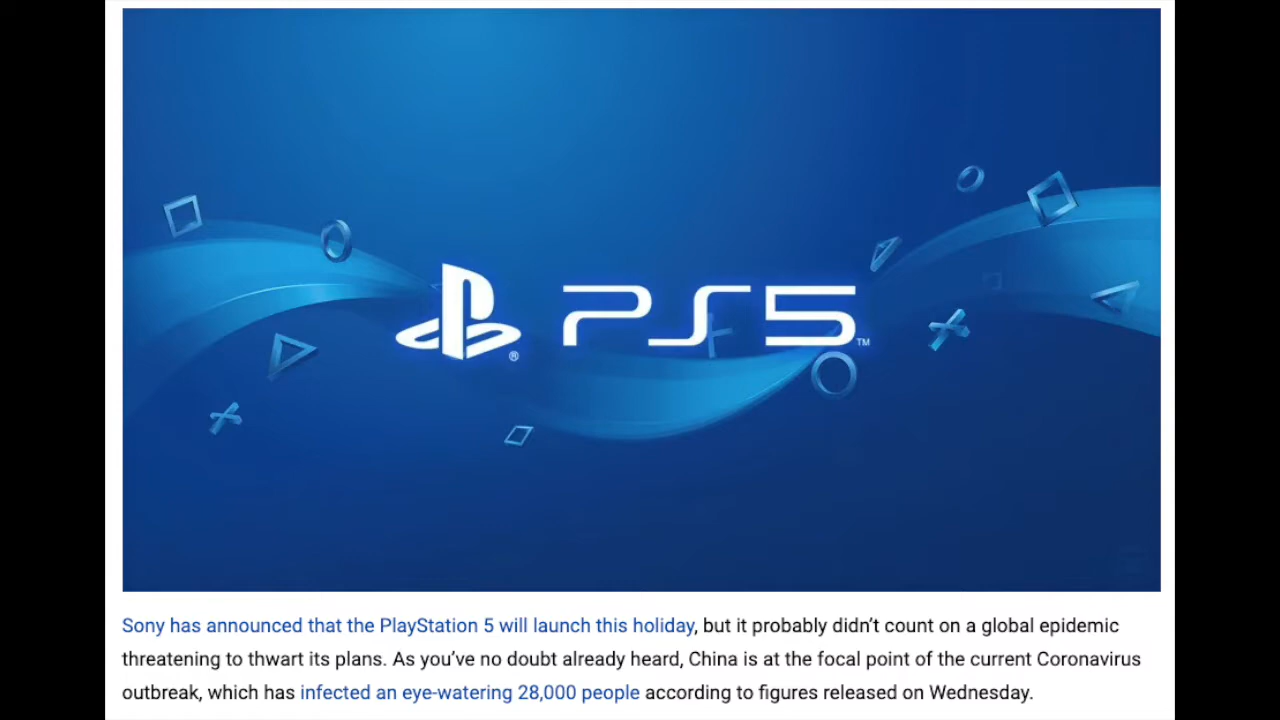 PS5™
®
Sony has announced that the PlayStation 5 will launch this holiday, but it probably didn’t count on a global epidemic
threatening to thwart its plans. As you’ve no doubt already heard, China is at the focal point of the current Coronavirus
outbreak, which has infected an eye-watering 28,000 people according to figures released on Wednesday.